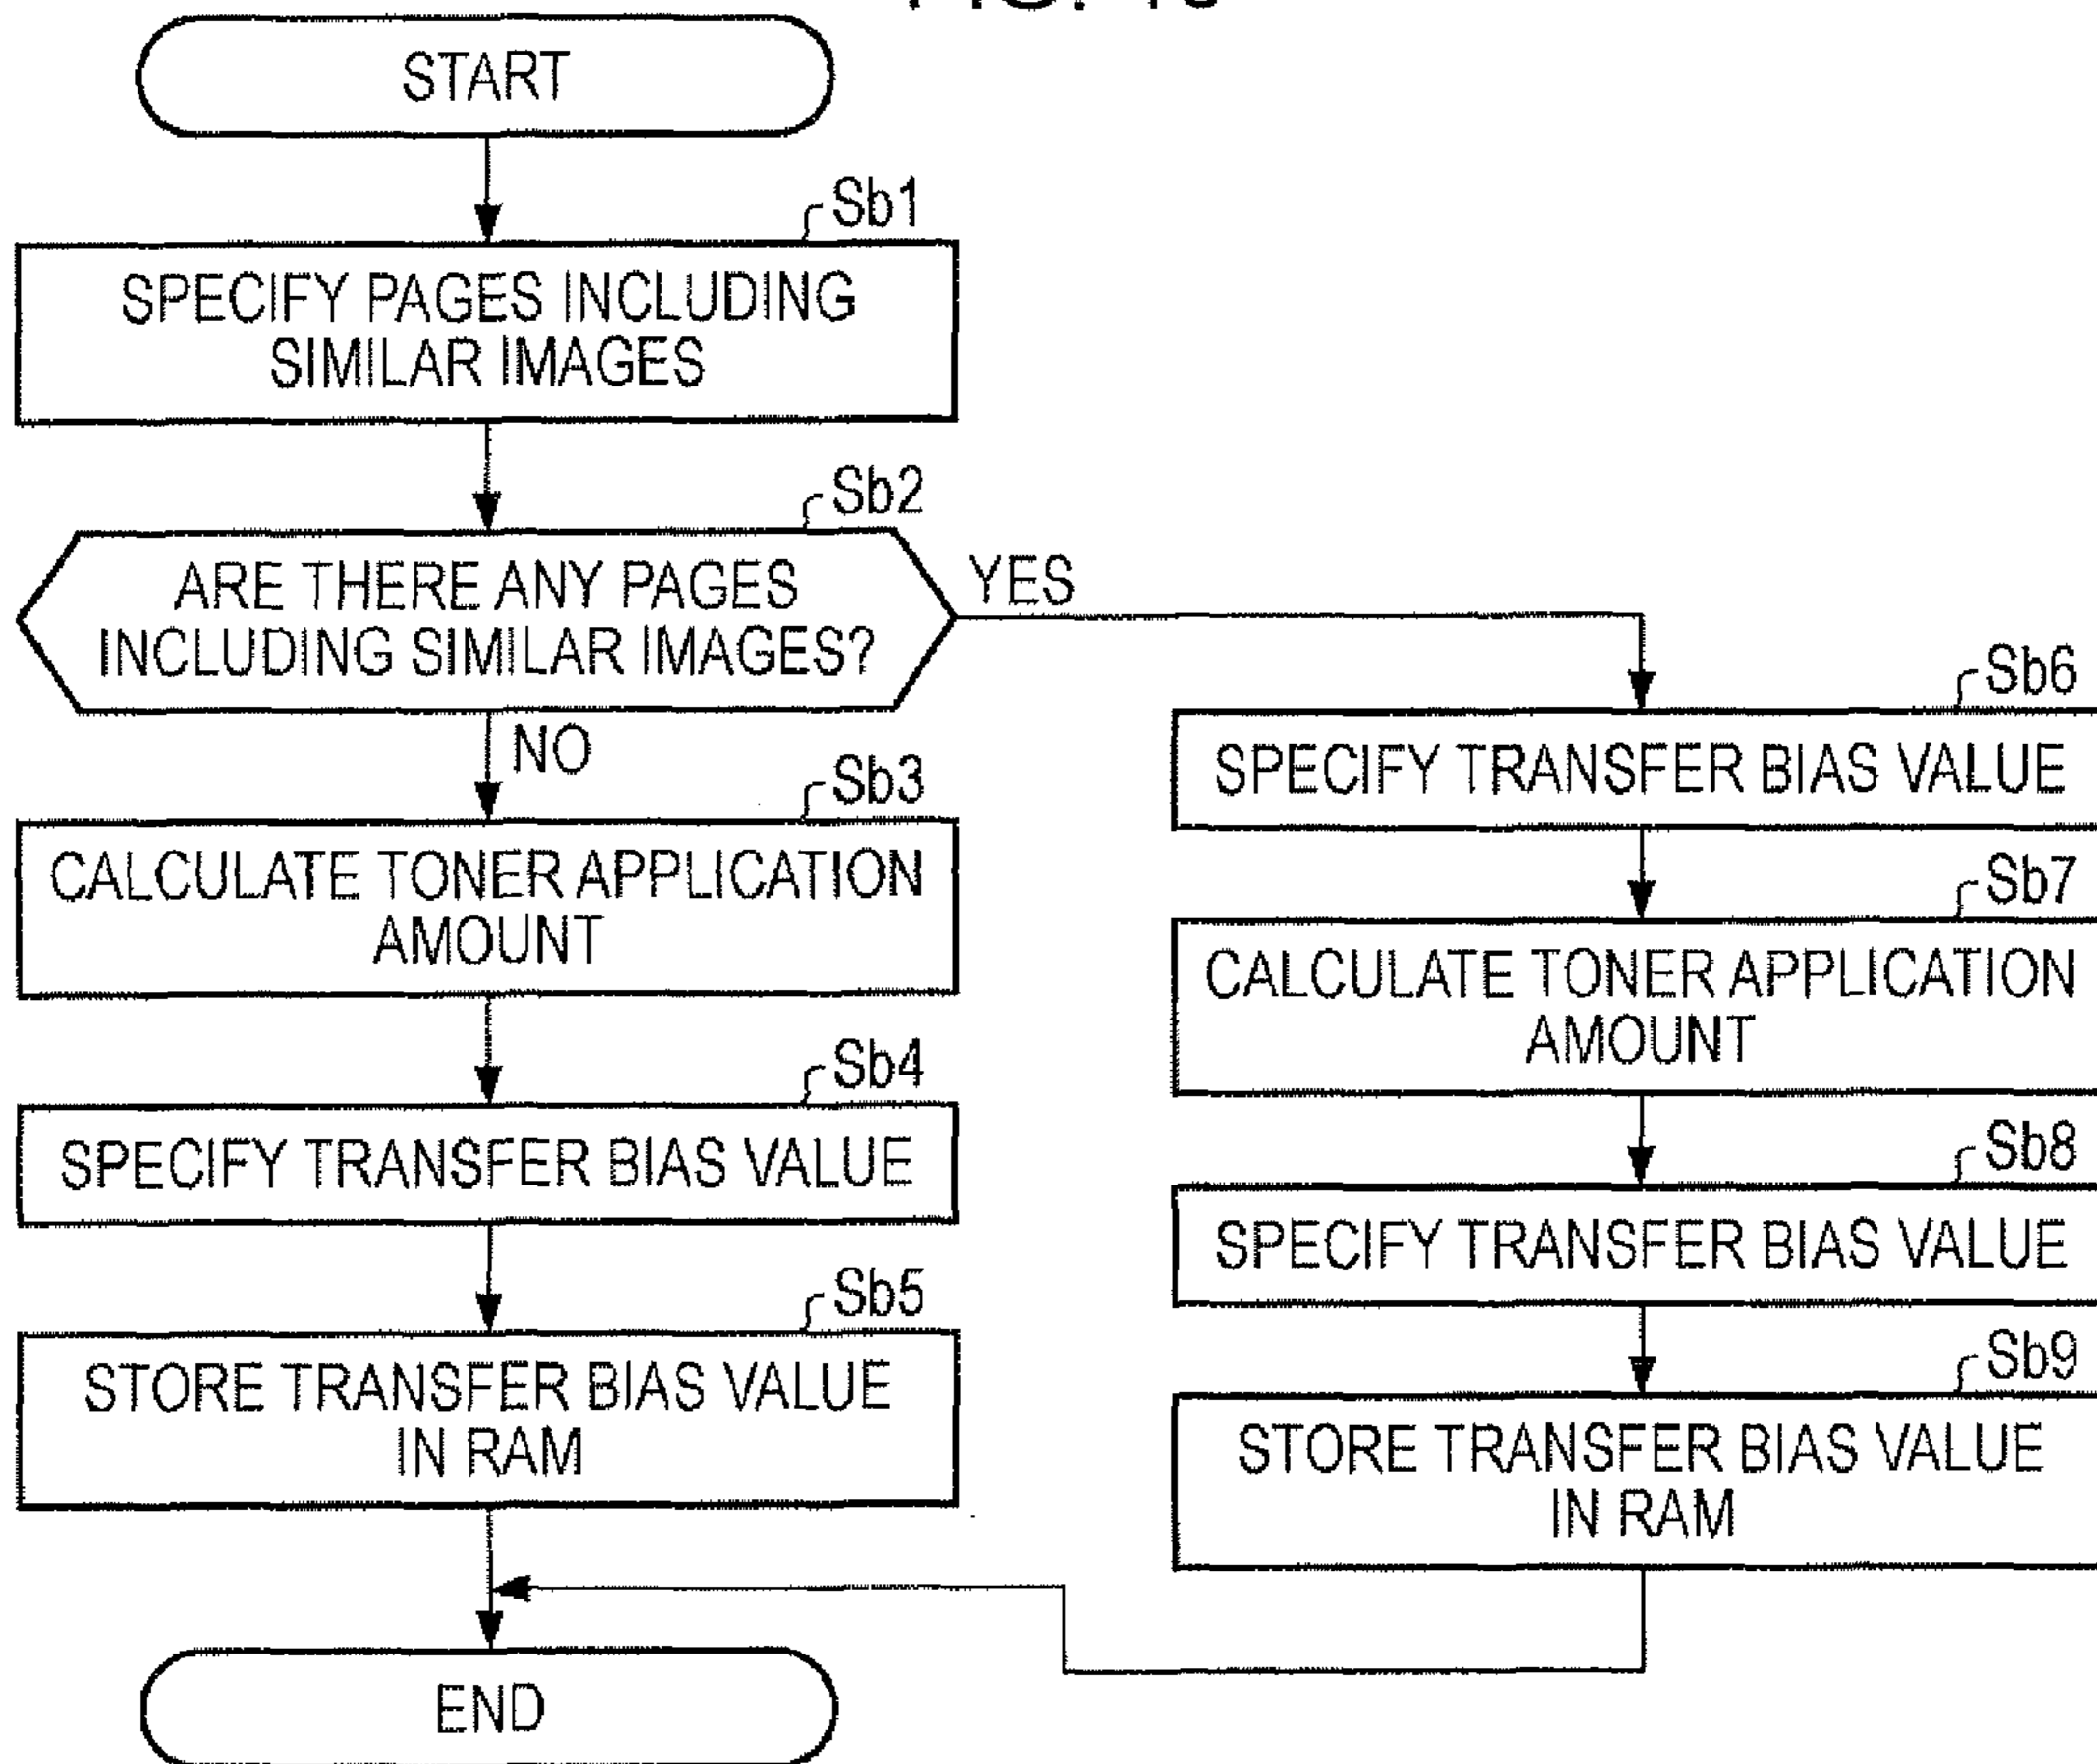 START
Sb1
SPECIFY PAGES INCLUDING
SIMILAR IMAGES
Sb2
ARE THERE ANY PAGES
INCLUDING SIMILAR IMAGES?
YES
NO
Sb3
CALCULATE TONER APPLICATION
AMOUNT
Sb4
SPECIFY TRANSFER BIAS VALUE
Sb5
STORE TRANSFER BIAS VALUE
IN RAM
Sb6
SPECIFY TRANSFER BIAS VALUE
Sb7
CALCULATE TONER APPLICATION
AMOUNT
Sb8
SPECIFY TRANSFER BIAS VALUE
Sb9
STORE TRANSFER BIAS VALUE
IN RAM
END